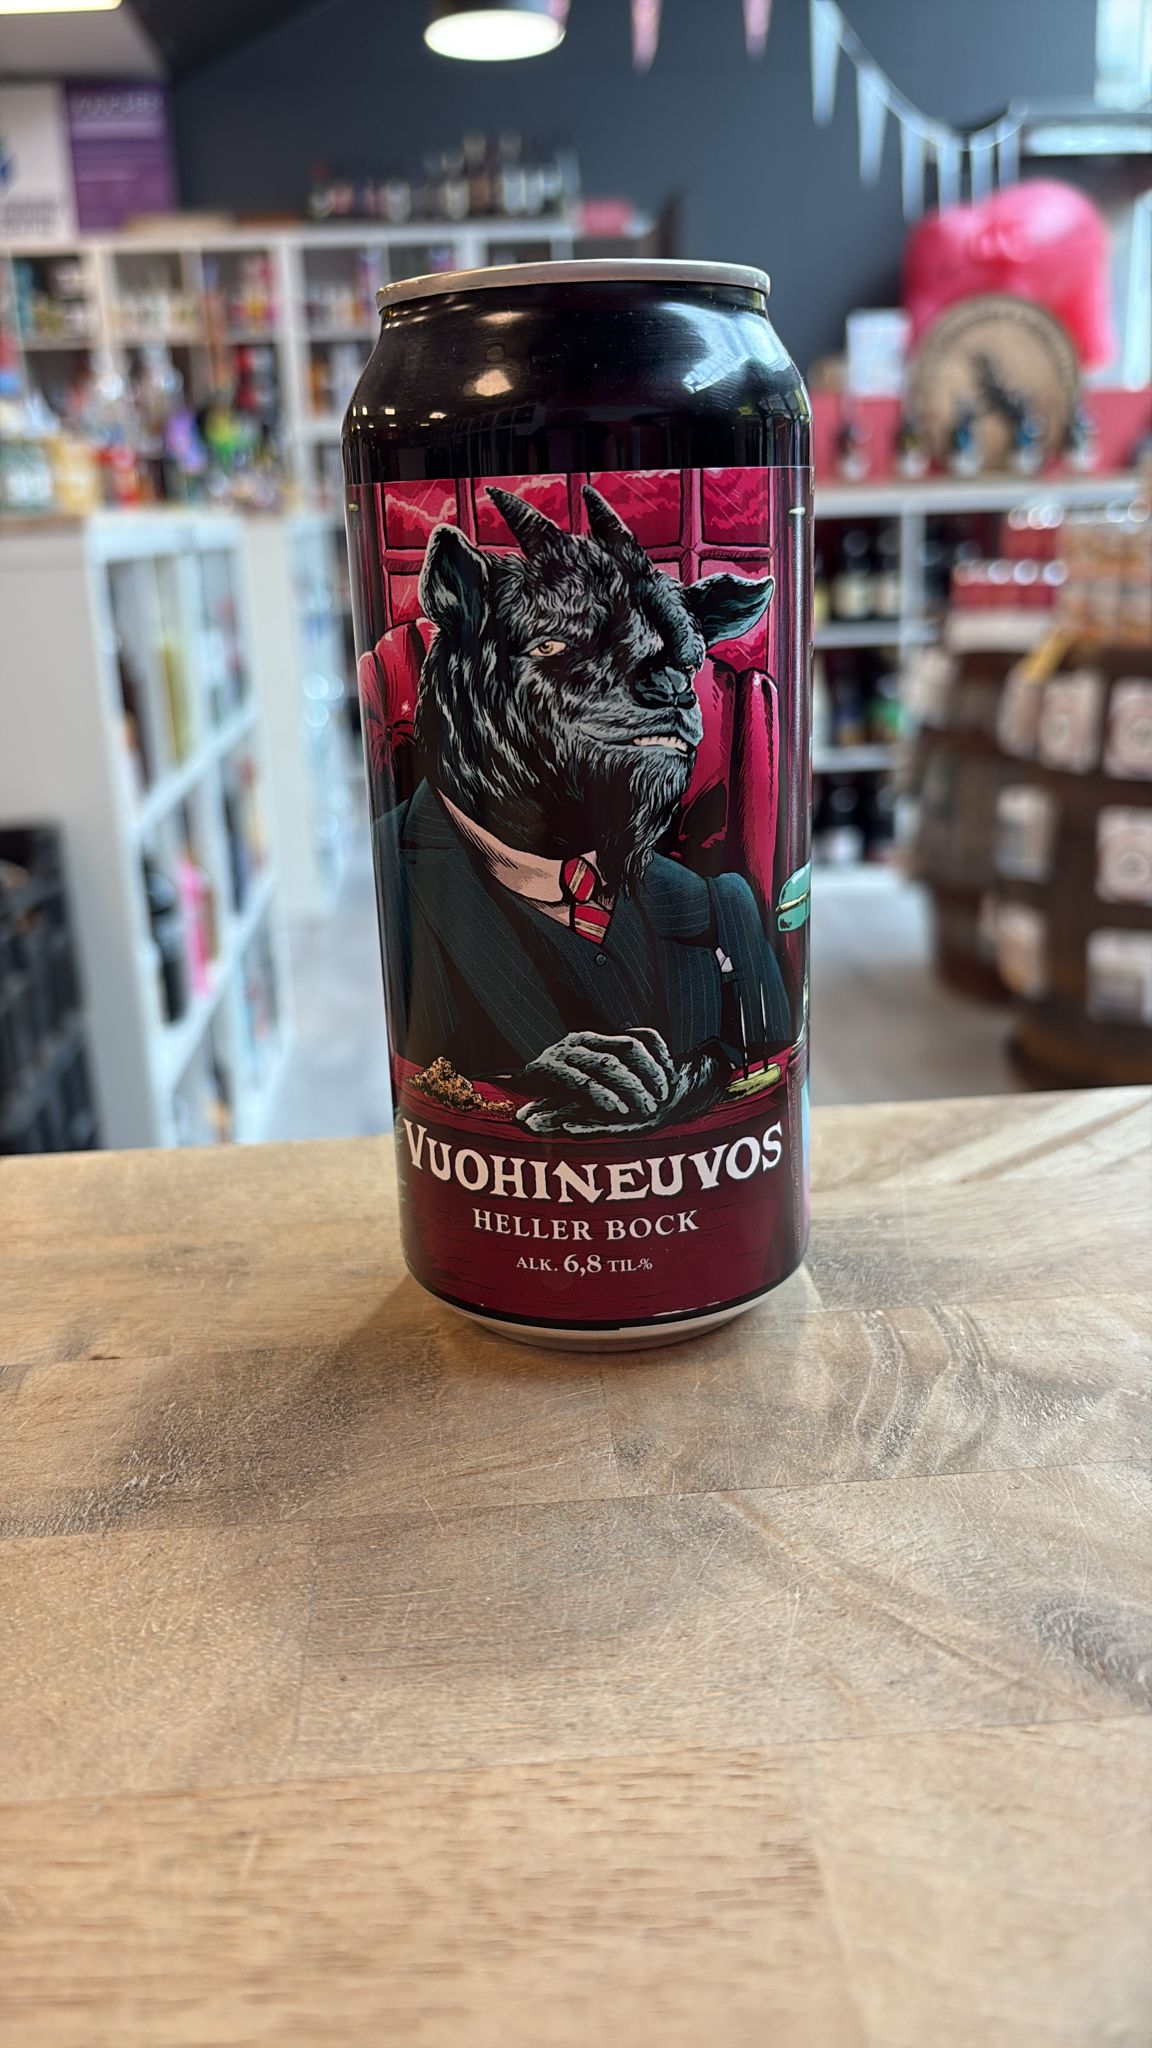 VUOHINEUVOS
HELLER BOCK
ALK. 6,8 TIL-%